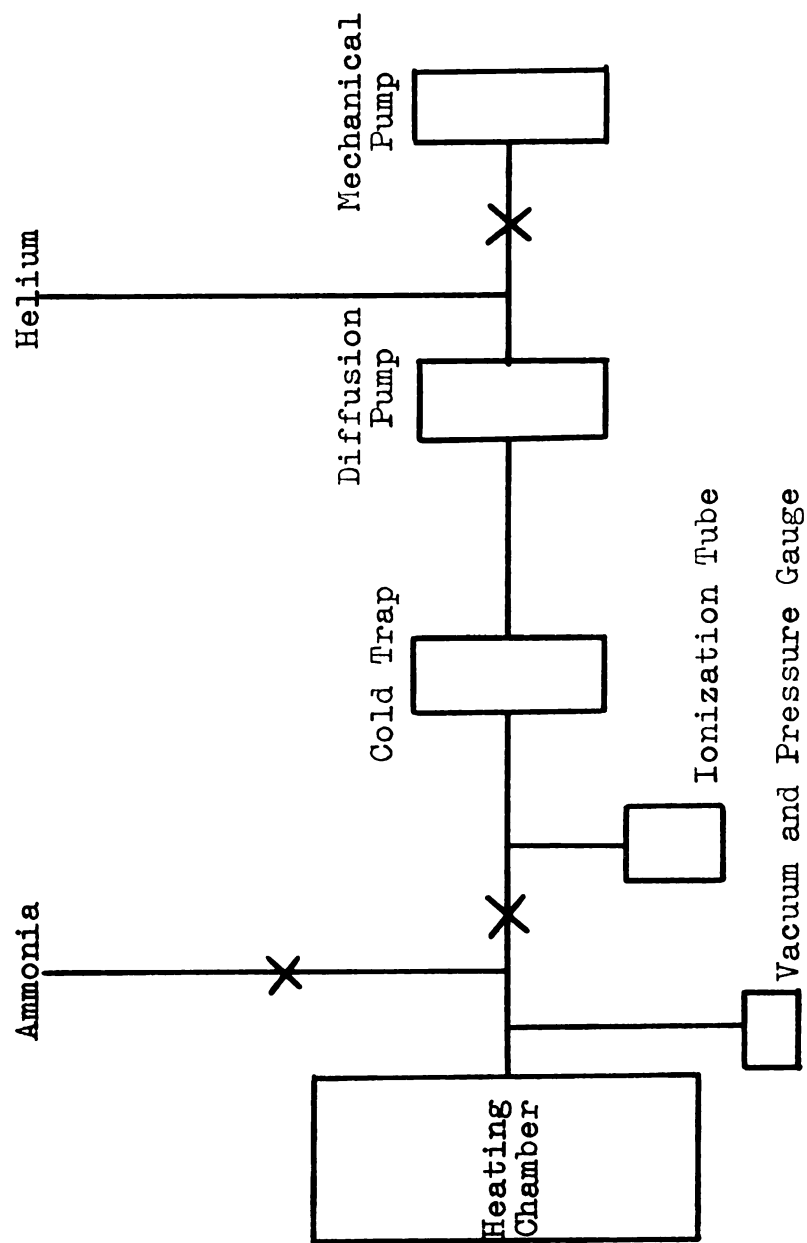 Ammonia
Helium
Heating
Chamber
Cold Trap
Diffusion
Pump
Mechanical
Pump
Ionization Tube
Vacuum and Pressure Gauge